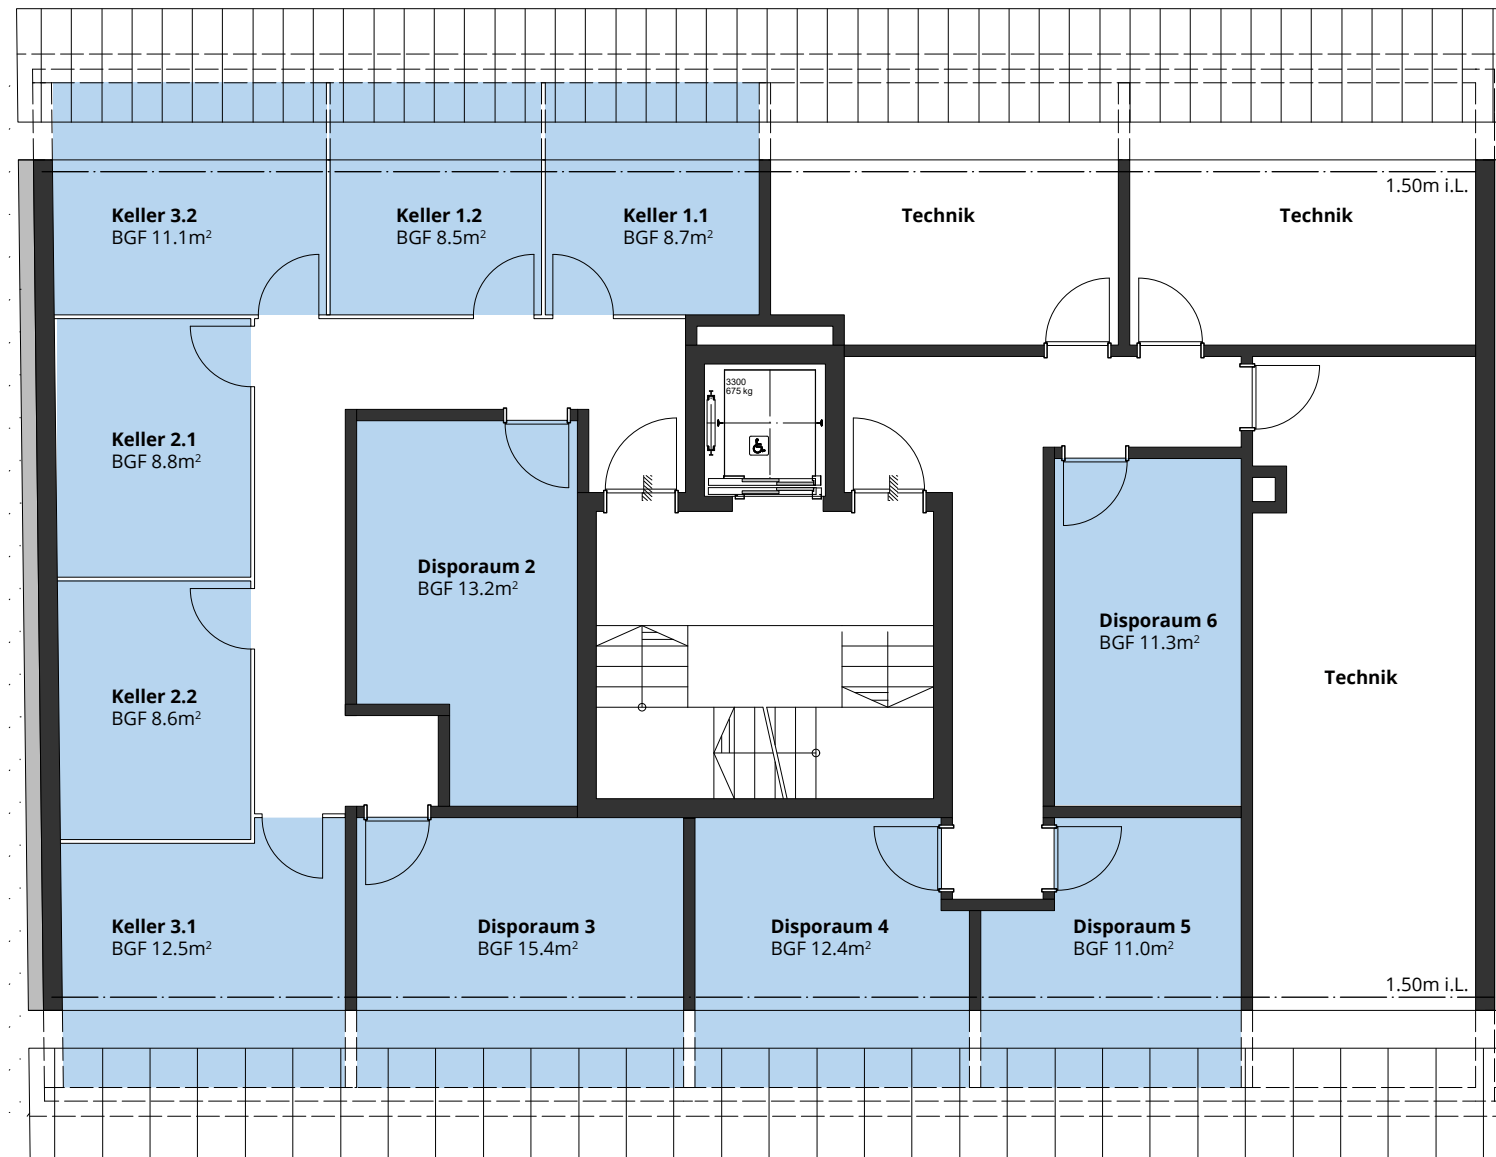 1.50m i.L.
Keller 3.2
BGF 11.1m²
Keller 1.2
BGF 8.5m²
Keller 1.1
BGF 8.7m²
Technik
Technik
3300
675 kg
Keller 2.1
BGF 8.8m²
Disporaum 2
BGF 13.2m²
Disporaum 6
BGF 11.3m²
Technik
Keller 2.2
BGF 8.6m²
Keller 3.1
BGF 12.5m²
Disporaum 3
BGF 15.4m²
Disporaum 4
BGF 12.4m²
Disporaum 5
BGF 11.0m²
1.50m i.L.